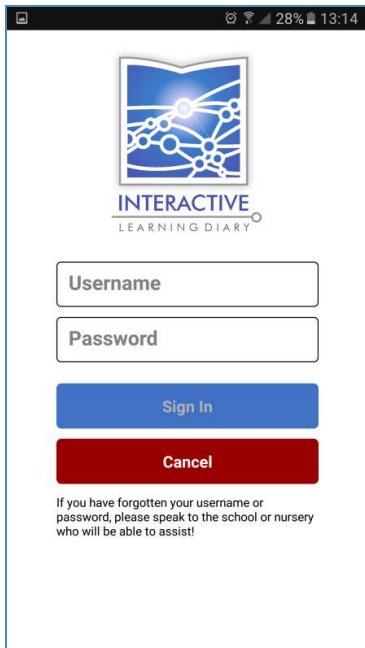 28% 13:14
INTERACTIVE
LEARNING DIARY
Username
Password
Sign In
Cancel
If you have forgotten your username or
password, please speak to the school or nursery
who will be able to assist!